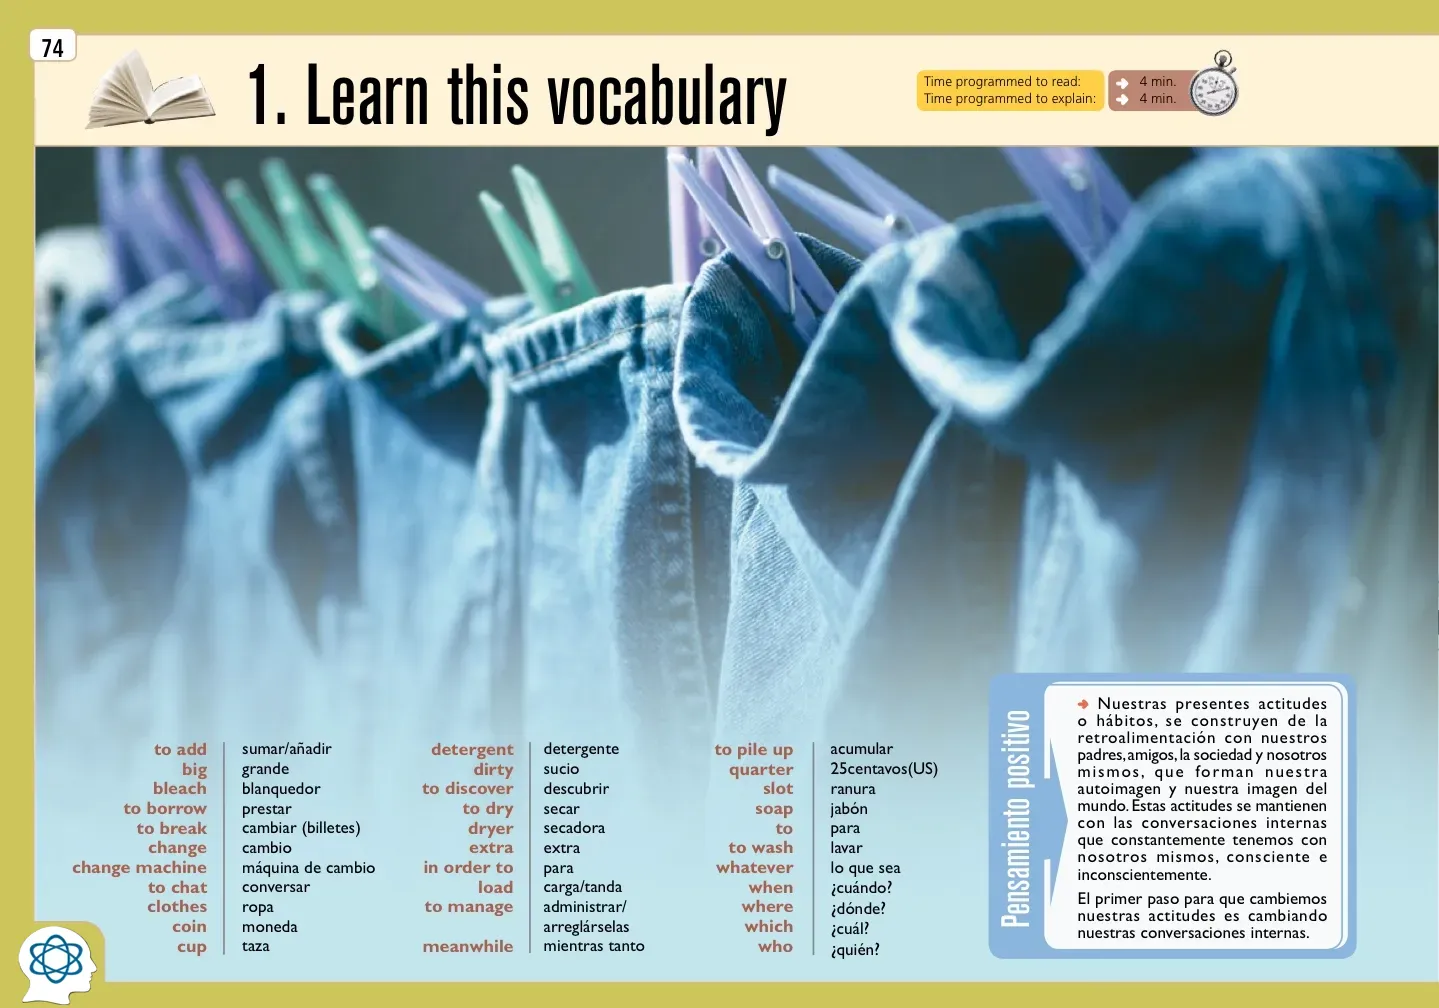 74
1. Learn this vocabulary
Time programmed to read: 4 min.
Time programmed to explain: 4 min.
to add sumar/añadir
big grande
bleach blanquedor
to borrow prestar
to break cambiar (billetes)
change cambio
change machine máquina de cambio
to chat conversar
clothes ropa
coin moneda
cup taza
detergent detergente
dirty sucio
to discover descubrir
to dry secar
dryer secadora
extra extra
in order to para
load carga/tanda
to manage administrar/
arreglárselas
meanwhile mientras tanto
to pile up acumular
quarter 25centavos(US)
slot ranura
soap jabón
to para
to wash lavar
whatever lo que sea
when ¿cuándo?
where ¿dónde?
which ¿cuál?
who ¿quién?
Pensamiento positivo
Nuestras presentes actitudes
o hábitos, se construyen de la
retroalimentación con nuestros
padres, amigos, la sociedad y nosotros
mismos, que forman nuestra
autoimagen y nuestra imagen del
mundo. Estas actitudes se mantienen
con las conversaciones internas
que constantemente tenemos con
nosotros mismos, consciente e
inconscientemente.
El primer paso para que cambiemos
nuestras actitudes es cambiando
nuestras conversaciones internas.